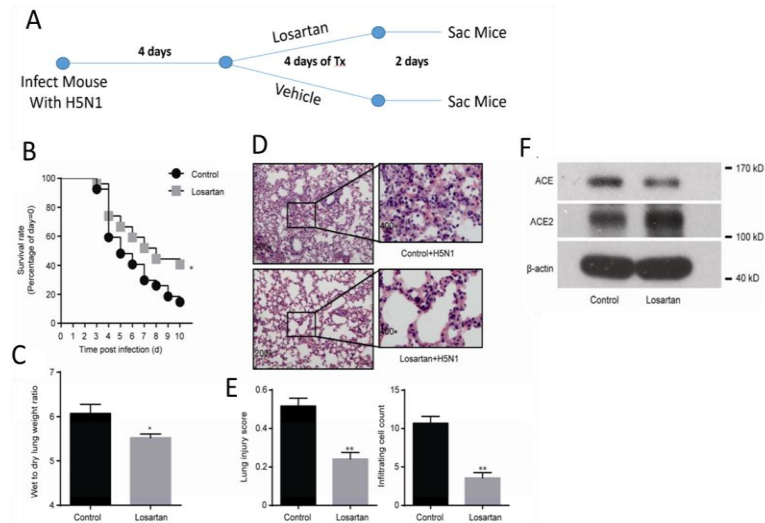 A
4 days
Losartan
Sac Mice
Infect Mouse
With H5N1
4 days of Tx
2 days
Vehicle
Sac Mice
B
Control
Losartan
Survival rate
(Percentage of day=0)
100
80
60
40
20
0
*
0 1 2 3 4 5 6 7 8 9 10
Time post infection (d)
C
Wet to dry lung weight ratio
7
6
5
4
*
Control
Losartan
D
200×
400×
Control+H5N1
200×
400×
Losartan+H5N1
E
Lung injury score
0.6
0.4
0.2
0
**
Control
Losartan
Infiltrating cell count
15
10
5
0
**
Control
Losartan
F
ACE
170 kD
ACE2
100 kD
β-actin
40 kD
Control
Losartan